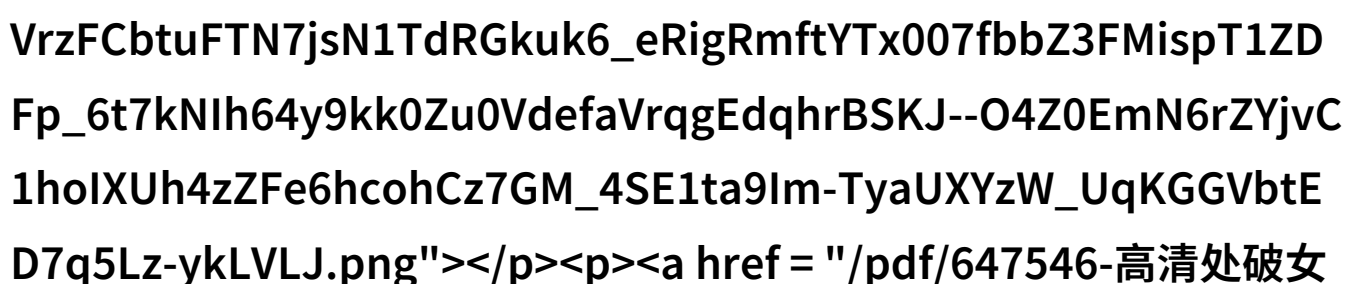 VrzFCbtuFTN7jsN1TdRGkuk6_eRigRmftYTx007fbbZ3FMispT1ZD
Fp_6t7kNIh64y9kk0Zu0VdefaVrqgEdqhrBSKJ--O4Z0EmN6rZYjvC
1hoIXUh4zZFe6hcohCz7GM_4SE1ta9Im-TyaUXYzW_UqKGGVbtE
D7q5Lz-ykLVLJ.png"></p><p><a href = "/pdf/647546-高清处破女